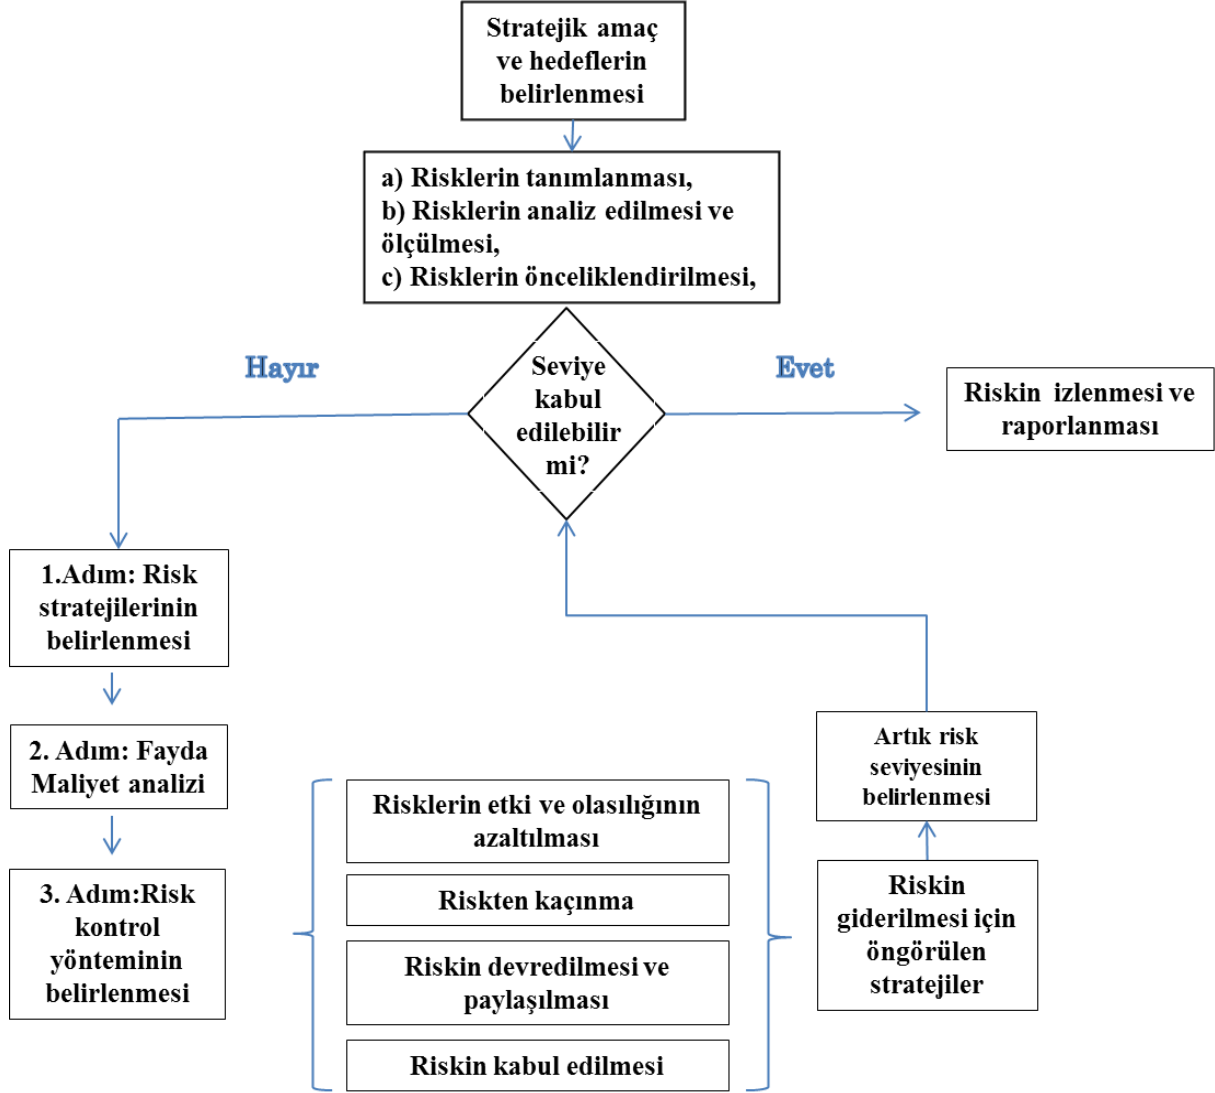 Stratejik amaç
ve hedeflerin
belirlenmesi
a) Risklerin tanımlanması,
b) Risklerin analiz edilmesi ve
ölçülmesi,
c) Risklerin önceliklendirilmesi,
Hayır
Seviye
kabul
edilebilir
mi?
Evet
Riskin izlenmesi ve
raporlanması
1.Adım: Risk
stratejilerinin
belirlenmesi
2. Adım: Fayda
Maliyet analizi
3. Adım:Risk
kontrol
yönteminin
belirlenmesi
Risklerin etki ve olasılığının
azaltılması
Riskten kaçınma
Riskin devredilmesi ve
paylaşılması
Riskin kabul edilmesi
Riskin
giderilmesi için
öngörülen
stratejiler
Artık risk
seviyesinin
belirlenmesi